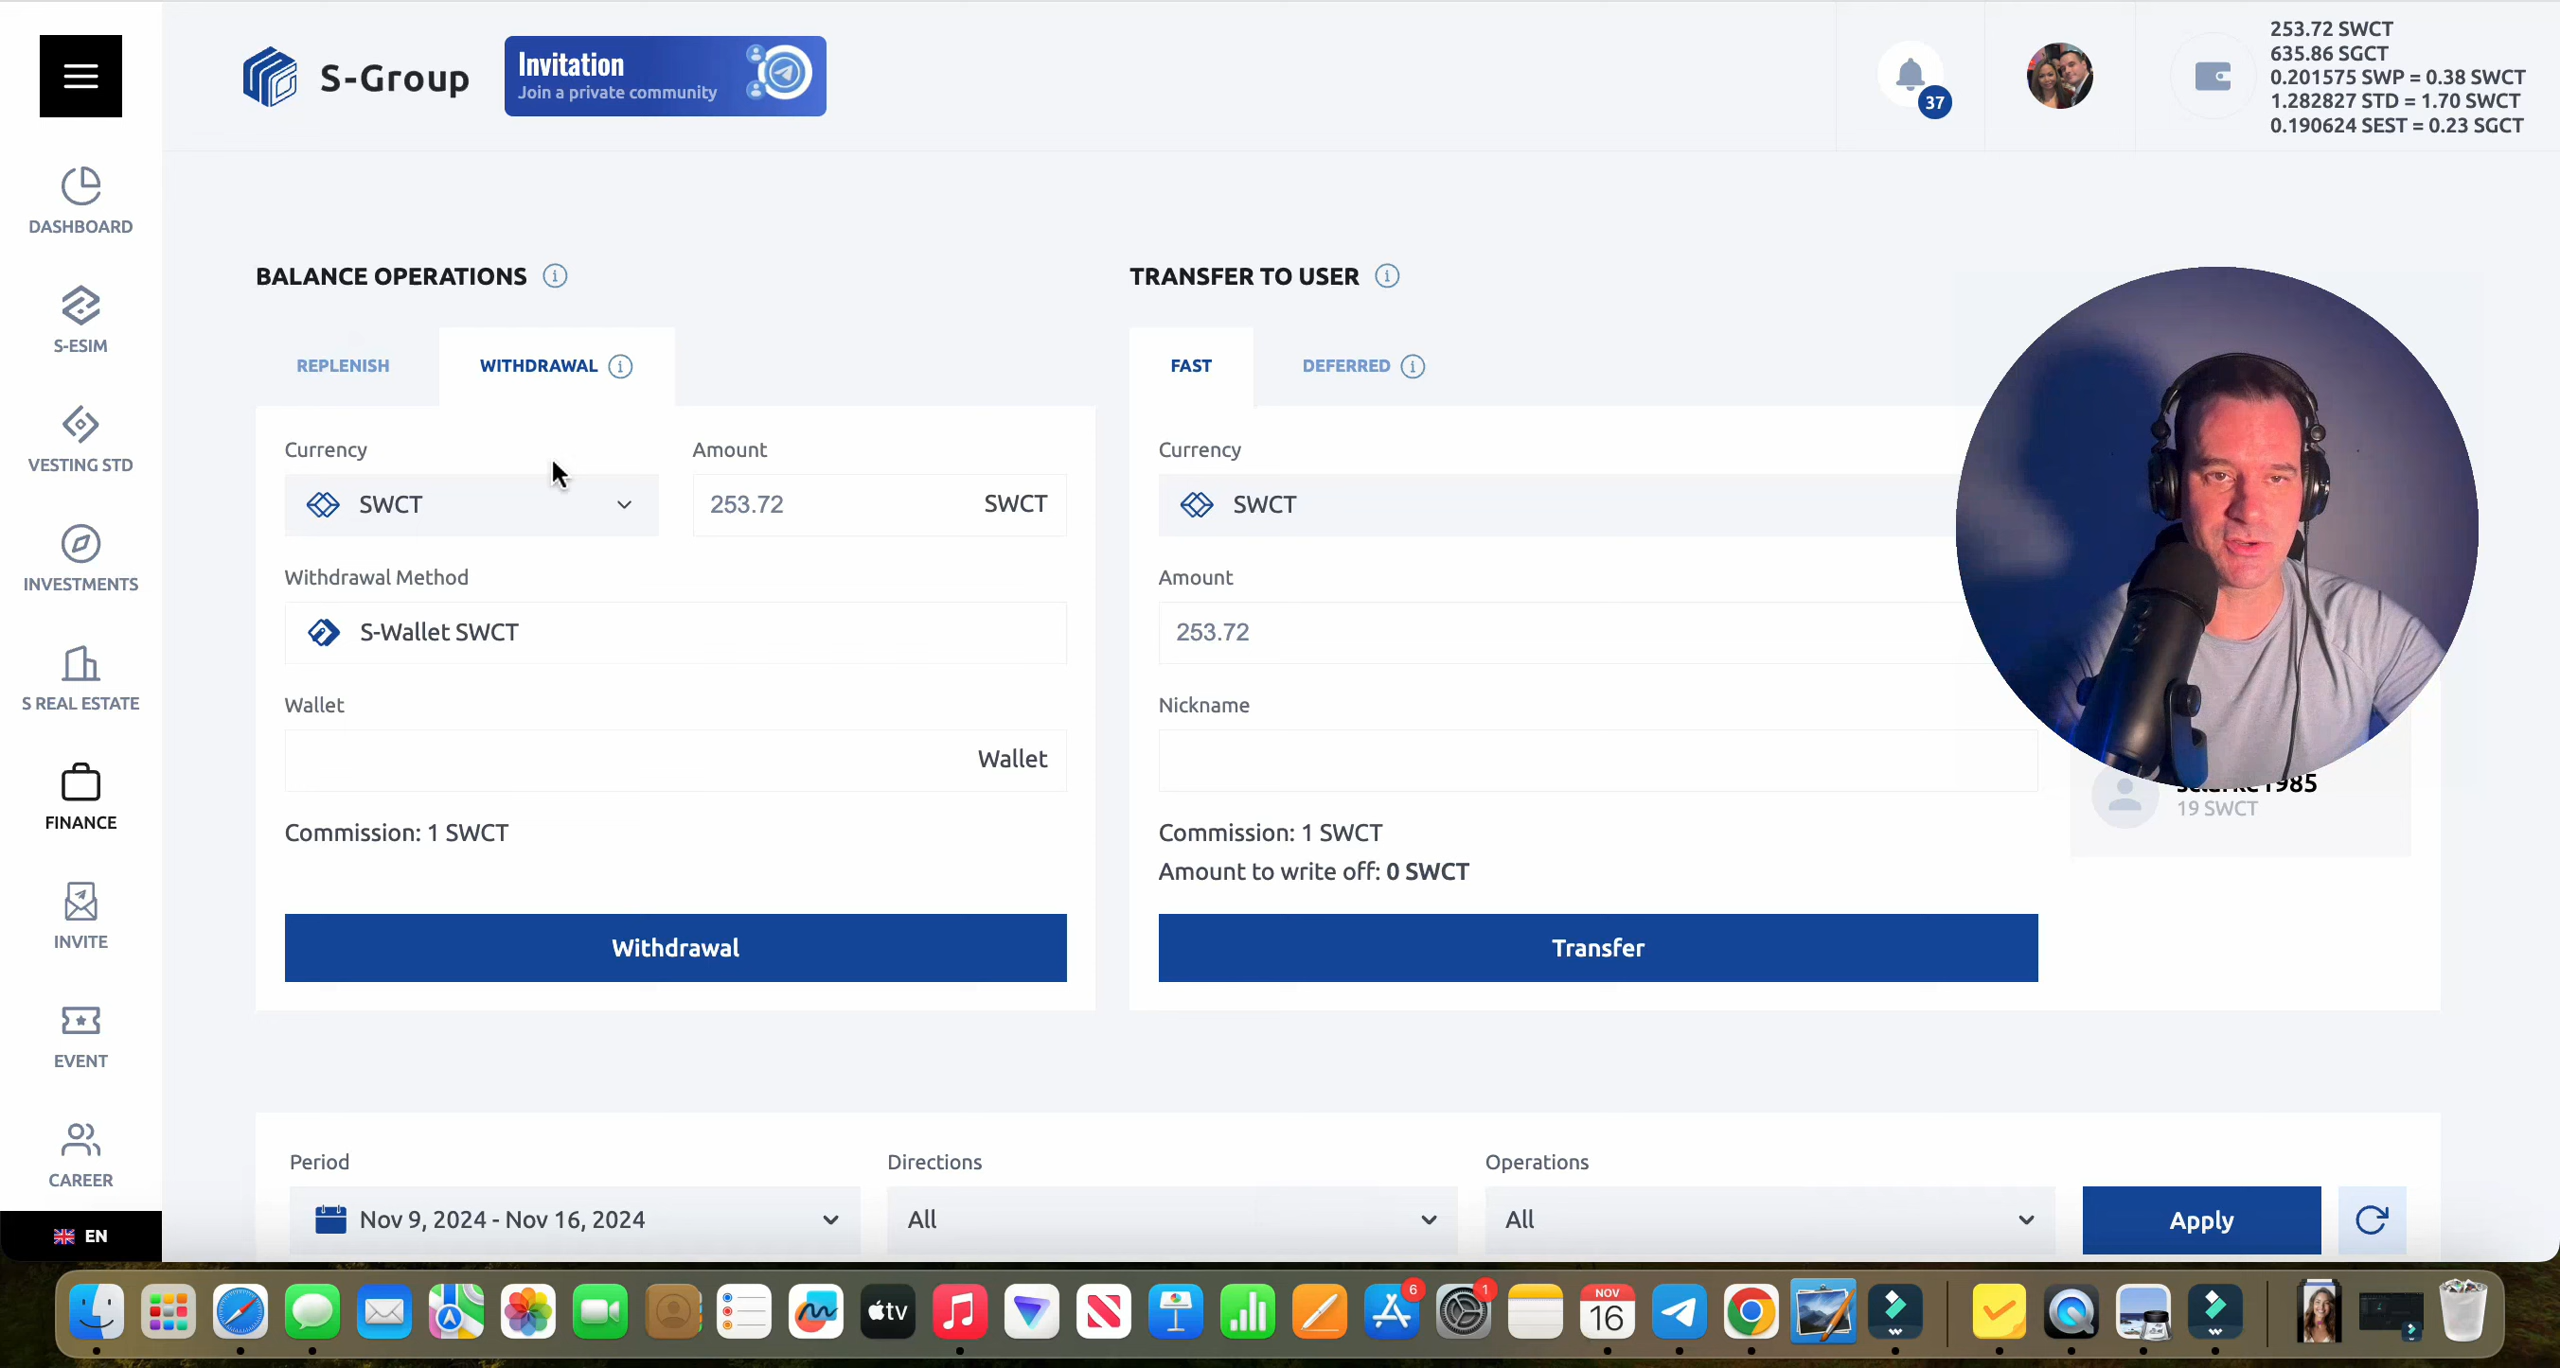 S-Group
Invitation
Join a private community
37
253.72 SWCT
635.86 SGCT
0.201575 SWP = 0.38 SWCT
1.282827 STD = 1.70 SWCT
0.190624 SEST = 0.23 SGCT
DASHBOARD
S-ESIM
VESTING STD
INVESTMENTS
S REAL ESTATE
FINANCE
INVITE
EVENT
CAREER
EN
BALANCE OPERATIONS
REPLENISH
WITHDRAWAL
Currency
Amount
SWCT
253.72
SWCT
Withdrawal Method
S-Wallet SWCT
Wallet
Wallet
Commission: 1 SWCT
Withdrawal
TRANSFER TO USER
FAST
DEFERRED
Currency
SWCT
Amount
253.72
Nickname
Commission: 1 SWCT
Amount to write off: 0 SWCT
Transfer
19 SWCT
Period
Directions
Operations
Nov 9, 2024 - Nov 16, 2024
All
All
Apply
tv
6
1
NOV
16